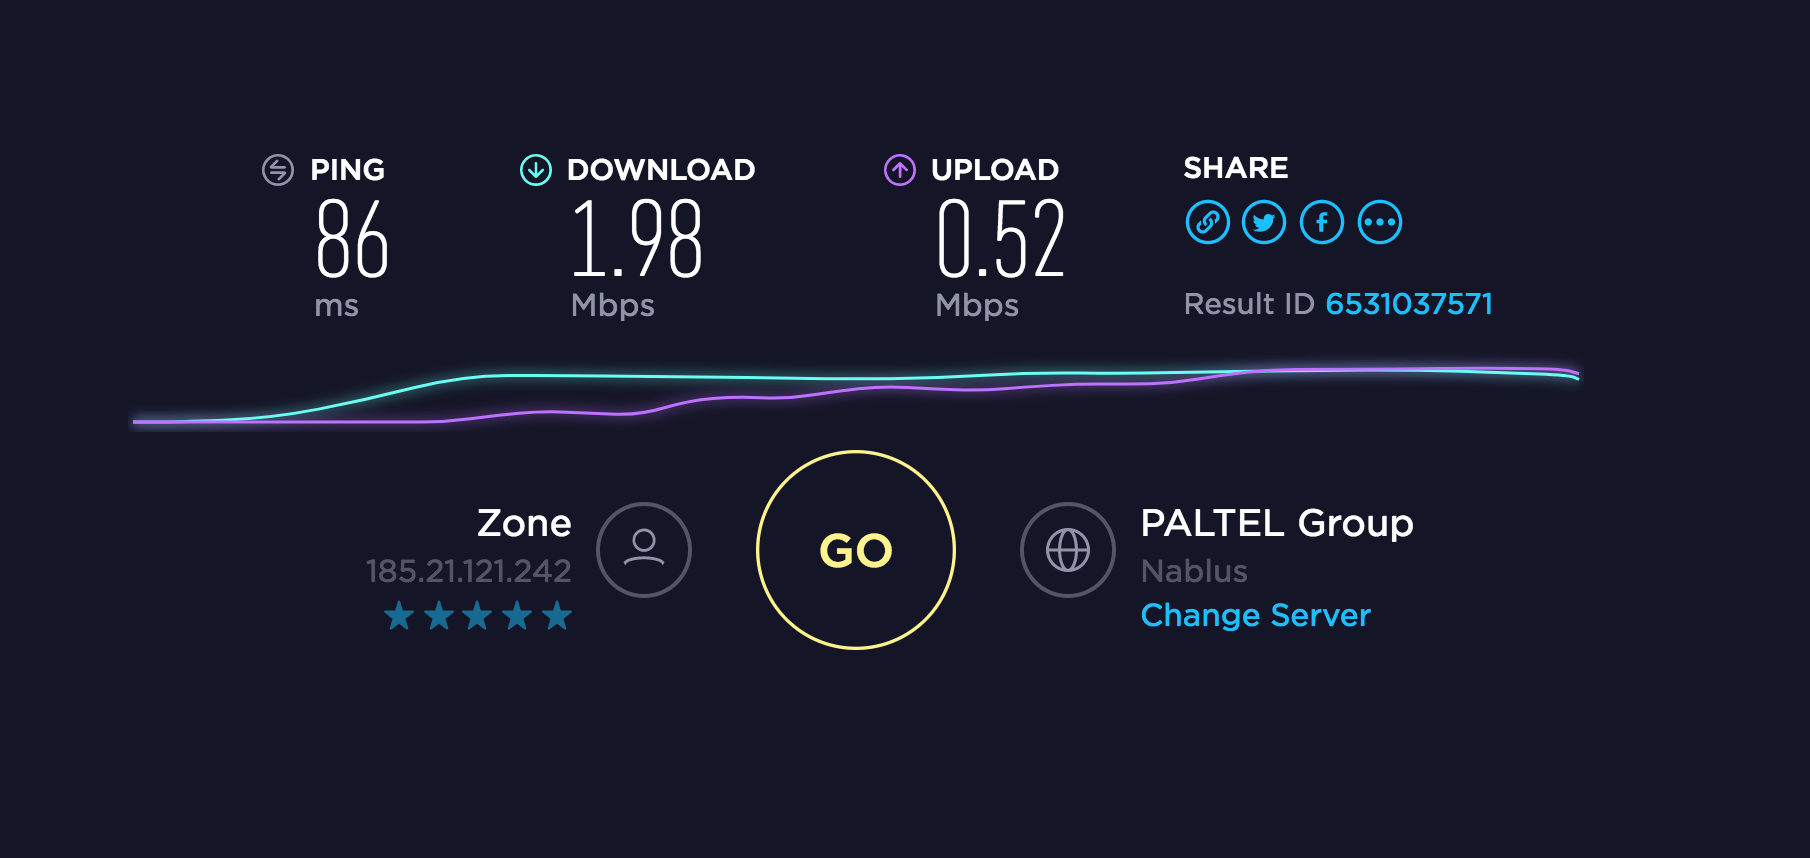 PING
86
ms
DOWNLOAD
1.98
Mbps
UPLOAD
0.52
Mbps
SHARE
Result ID 6531037571
Zone
185.21.121.242
GO
PALTEL Group
Nablus
Change Server